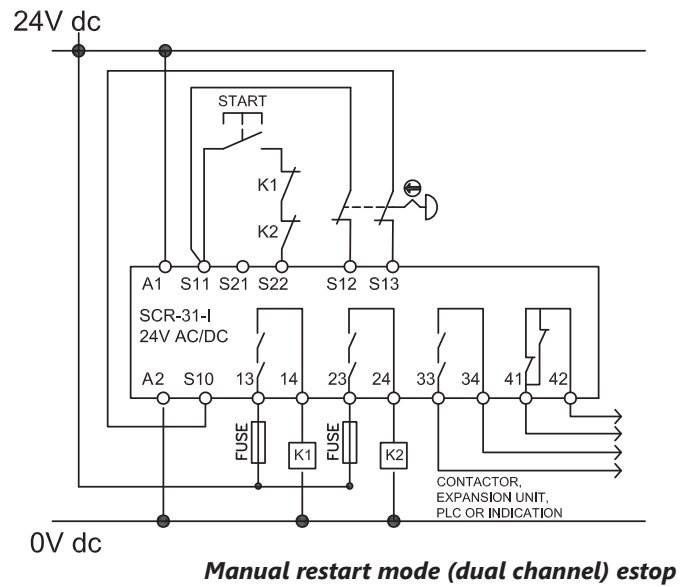 24V dc
START
K1
K2
A1 S11 S21 S22 S12 S13
SCR-31-I
24V AC/DC
A2 S10 13 14 23 24 33 34 41 42
FUSE K1 FUSE K2
CONTACTOR,
EXPANSION UNIT,
PLC OR INDICATION
0V dc
Manual restart mode (dual channel) estop